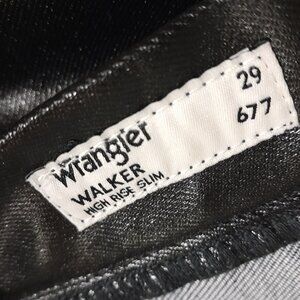 Wrangler
WALKER
HIGH RISE SLIM
29
677